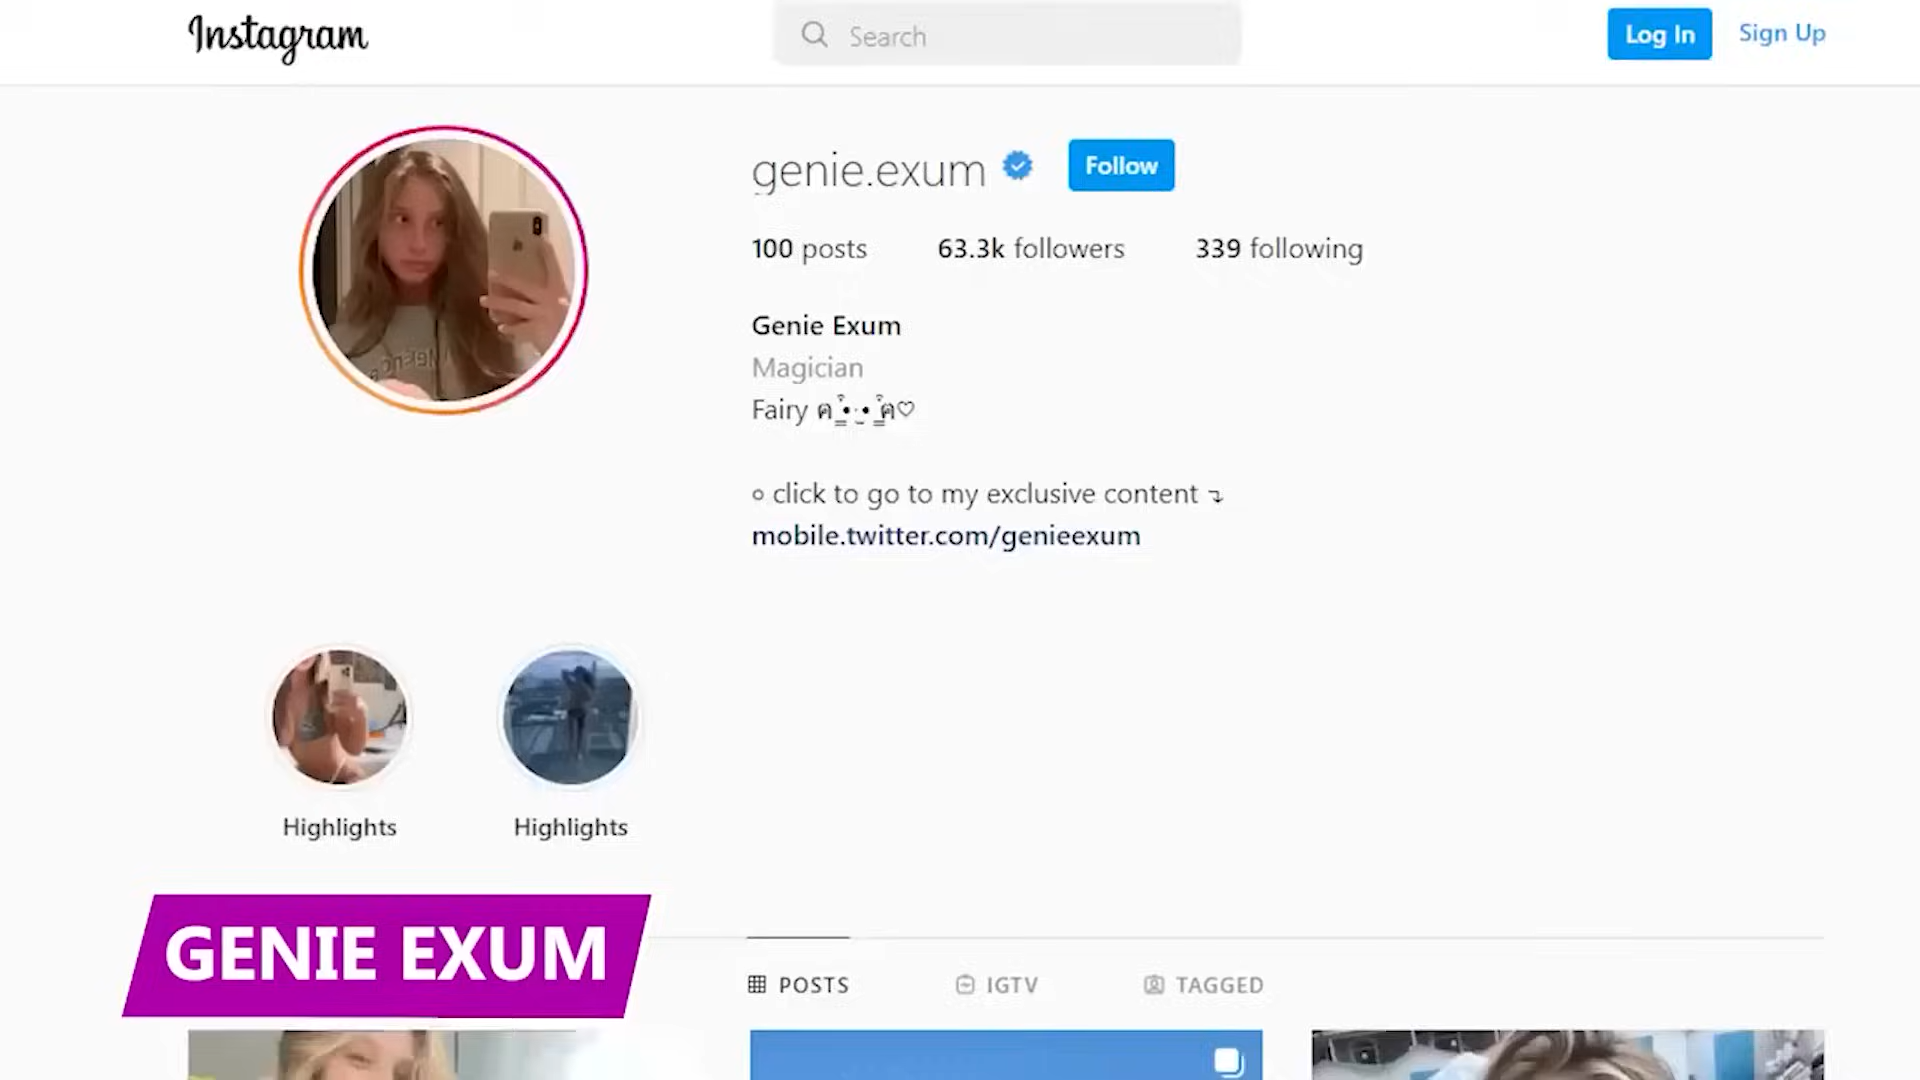 Instagram
Search
Log In
Sign Up
genie.exum
Follow
100 posts
63.3k followers
339 following
Genie Exum
Magician
Fairy ฅ^•ﻌ•^ฅ♡
○ click to go to my exclusive content ↴
mobile.twitter.com/genieexum
Highlights
Highlights
GENIE EXUM
POSTS
IGTV
TAGGED